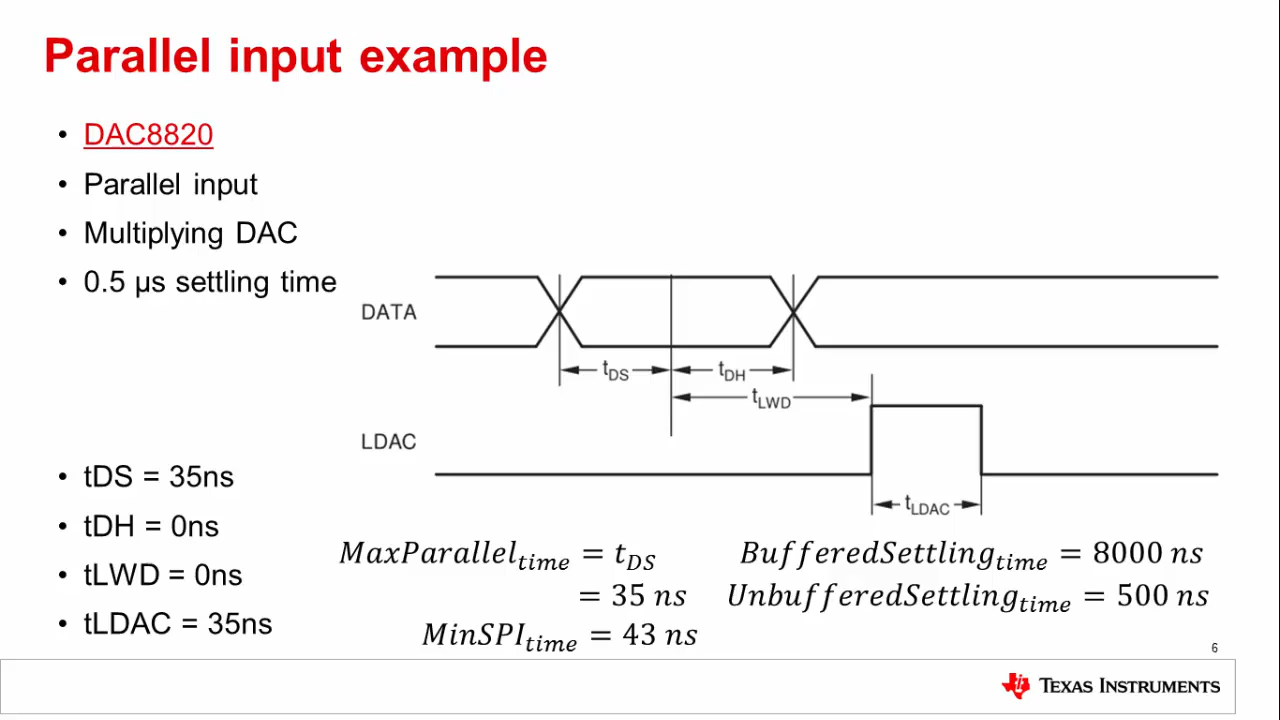 Parallel input example
• DAC8820
• Parallel input
• Multiplying DAC
• 0.5 µs settling time
DATA
tDS
tDH
tLWD
LDAC
tLDAC
• tDS = 35ns
• tDH = 0ns
• tLWD = 0ns
• tLDAC = 35ns
MaxParallel_time = t_DS
= 35 ns
MinSPI_time = 43 ns
BufferedSettling_time = 8000 ns
UnbufferedSettling_time = 500 ns
6
TEXAS INSTRUMENTS